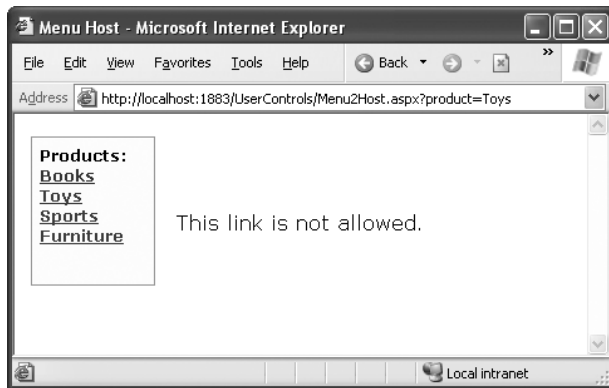 Menu Host - Microsoft Internet Explorer
File Edit View Favorites Tools Help Back »
Address http://localhost:1883/UserControls/Menu2Host.aspx?product=Toys
Products:
Books
Toys
Sports
Furniture
This link is not allowed.
Local intranet